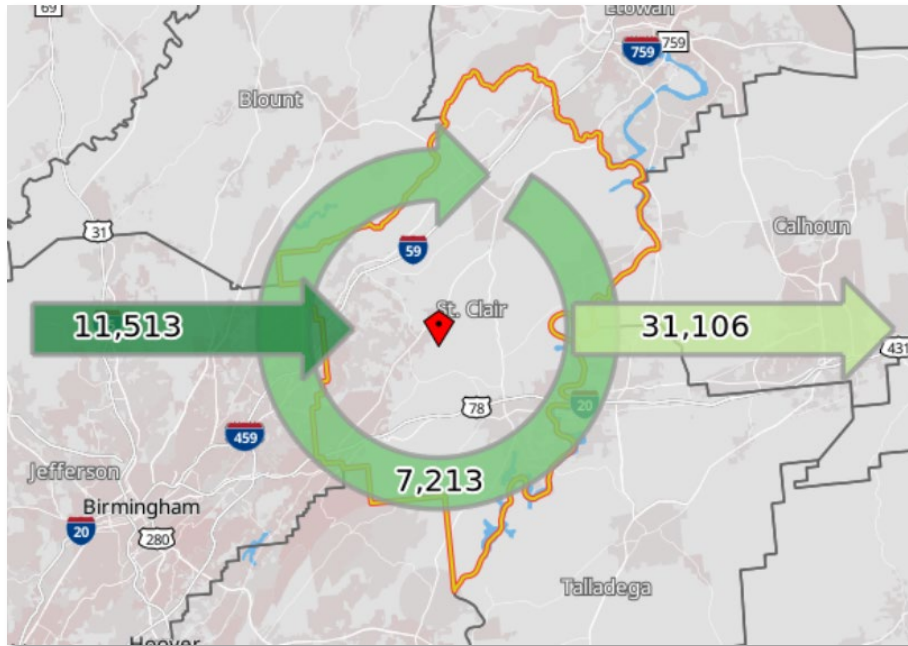 69
Etowah
759
759
Blount
31
Calhoun
59
11,513
St. Clair
31,106
431
78
20
459
Jefferson
7,213
Birmingham
20
280
Talladega
Hoover